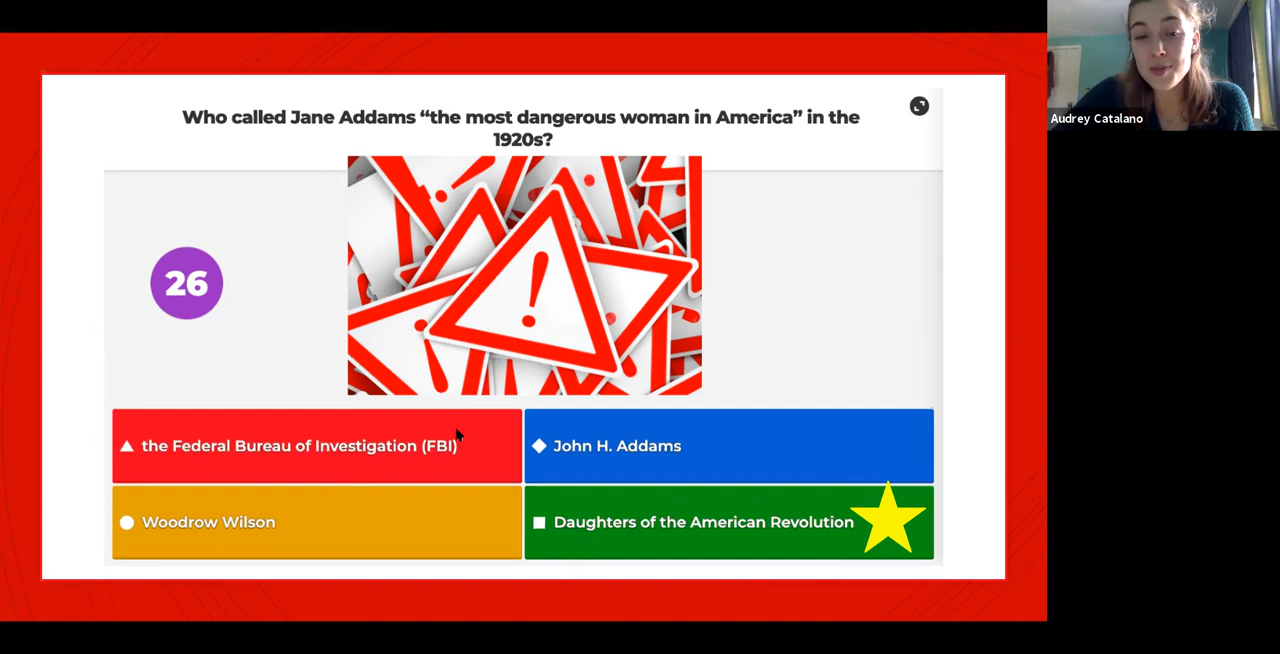 Who called Jane Addams “the most dangerous woman in America” in the
1920s?
26
the Federal Bureau of Investigation (FBI)
John H. Addams
Woodrow Wilson
Daughters of the American Revolution
Audrey Catalano